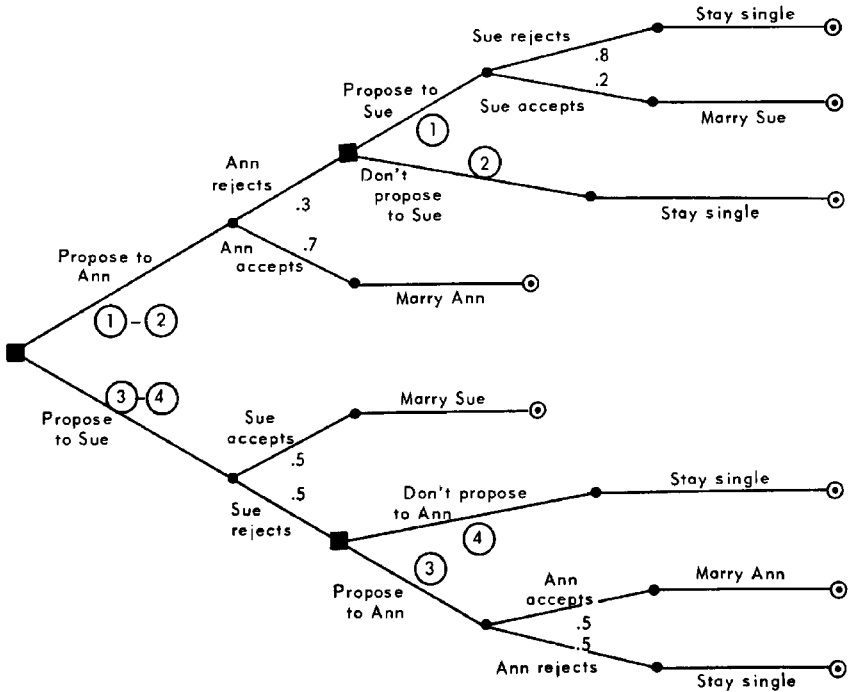 Stay single
Sue rejects
.8
.2
Propose to
Sue
Sue accepts
Marry Sue
1
2
Ann
rejects
Don't
propose
to Sue
.3
Stay single
.7
Ann
accepts
Propose to
Ann
Marry Ann
1 – 2
3 – 4
Propose
to Sue
Sue
accepts
Marry Sue
.5
.5
Sue
rejects
Don't propose
to Ann
Stay single
4
3
Propose
to Ann
Ann
accepts
Marry Ann
.5
.5
Ann rejects
Stay single